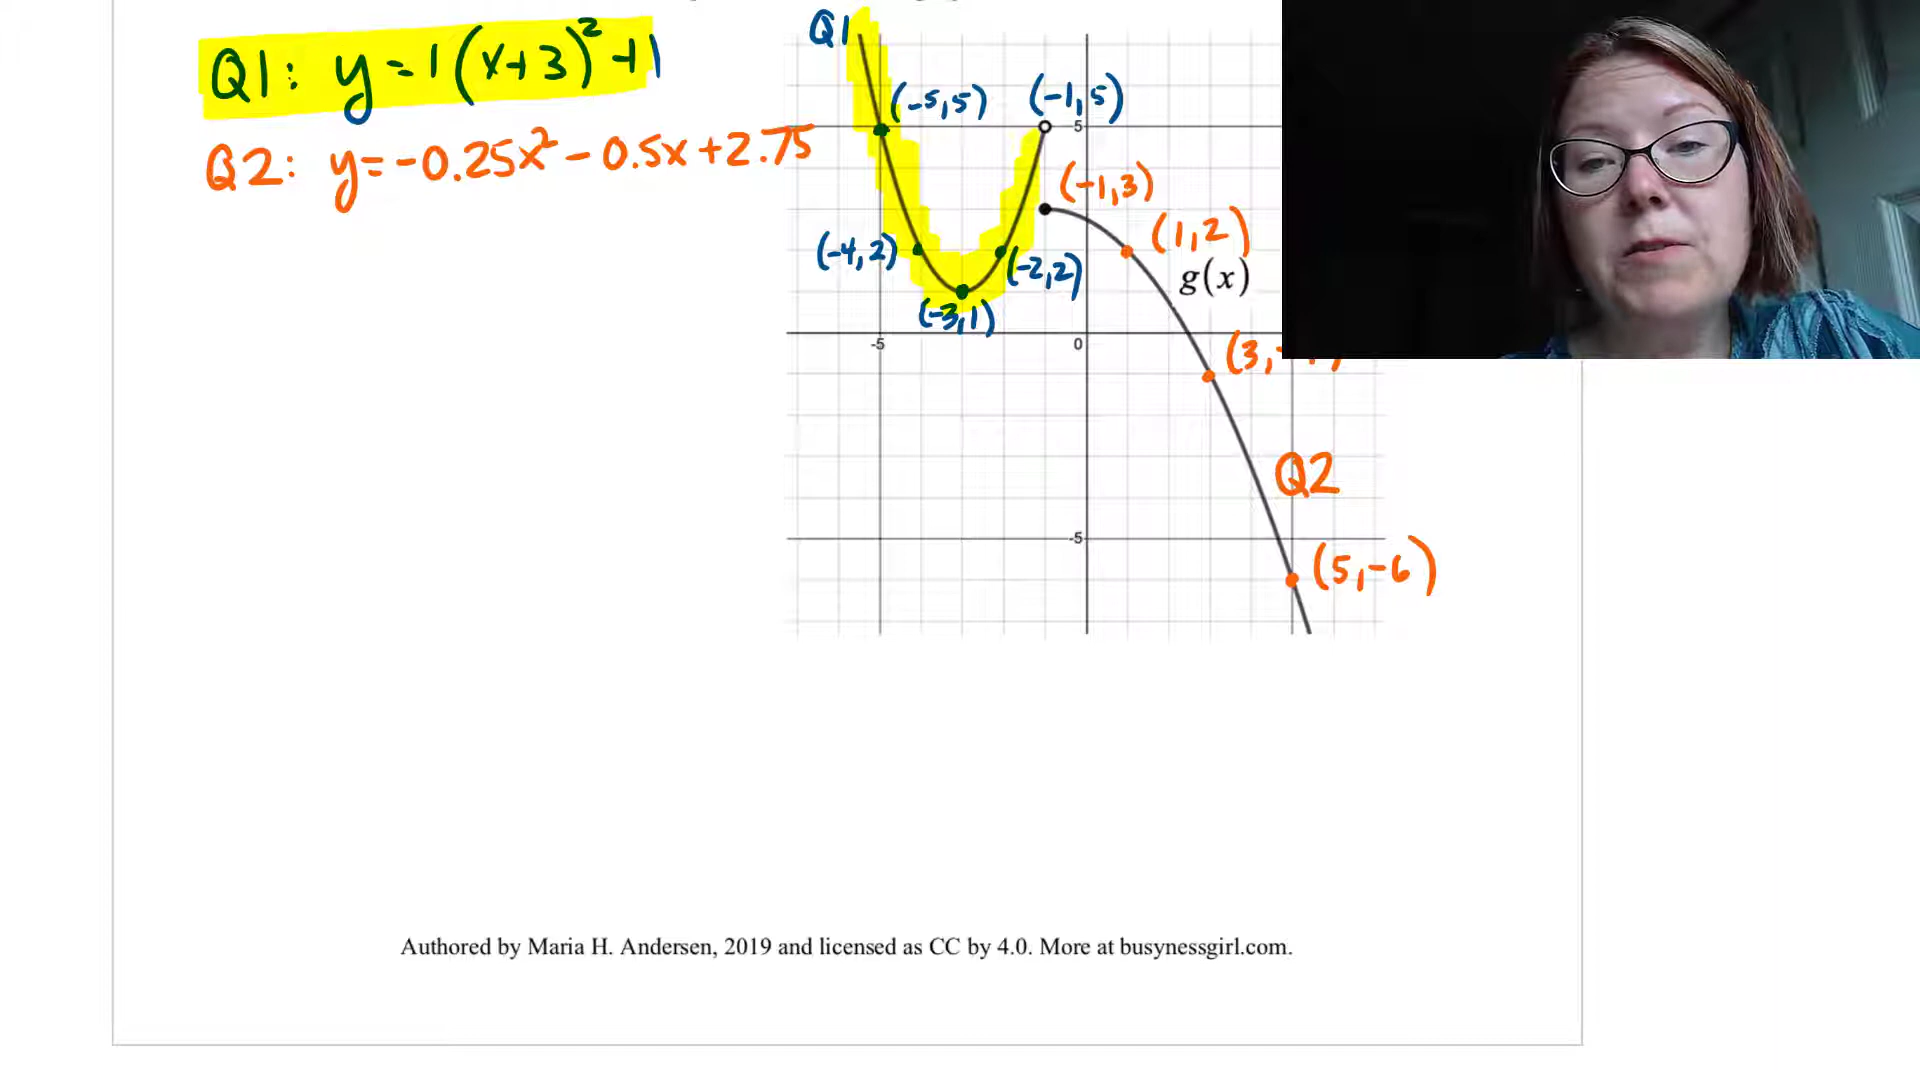 Q1
Q1: y=1(x+3)²+1
(-5,5) (-1,5)
5
Q2: y=-0.25x²-0.5x+2.75
(-1,3)
(1,2)
(-4,2) (-2,2)
g(x)
(-3,1)
-5 0
(3,-
Q2
-5
(5,-6)
Authored by Maria H. Andersen, 2019 and licensed as CC by 4.0. More at busynessgirl.com.